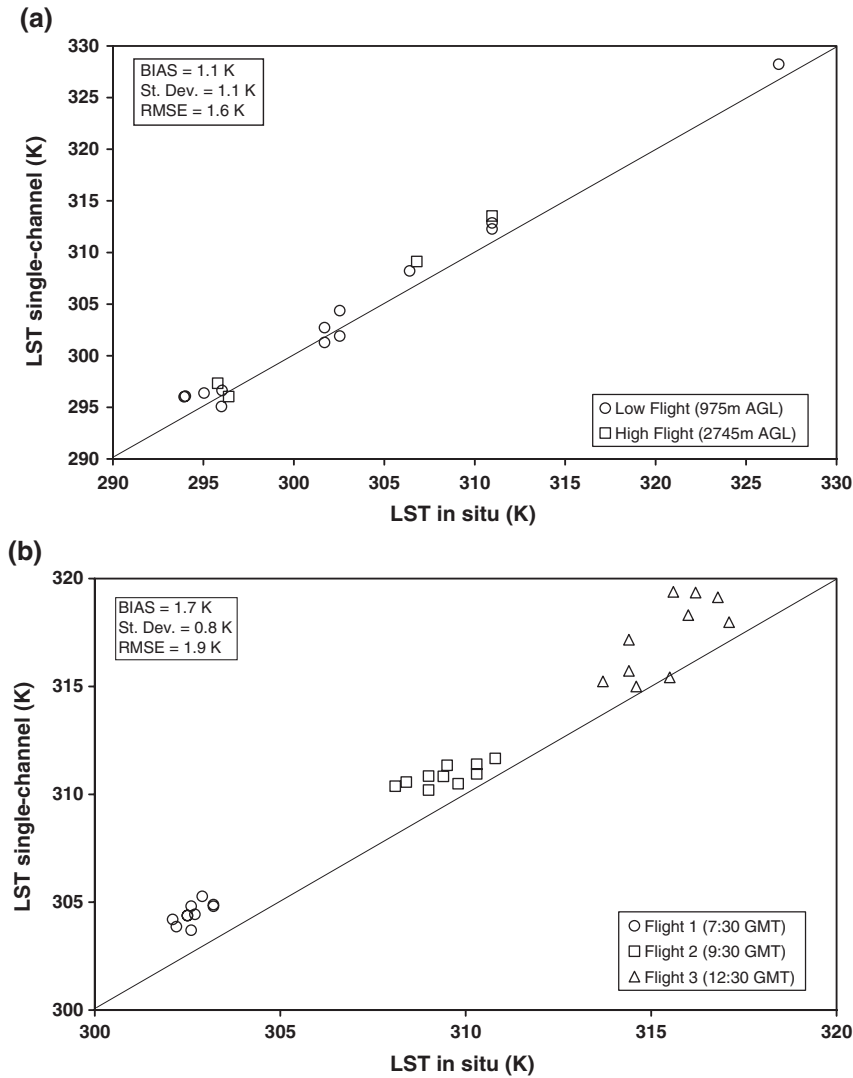 (a)
330
325
320
315
310
305
300
295
290
LST single-channel (K)
BIAS = 1.1 K
St. Dev. = 1.1 K
RMSE = 1.6 K
Low Flight (975m AGL)
High Flight (2745m AGL)
290 295 300 305 310 315 320 325 330
LST in situ (K)
(b)
320
315
310
305
300
LST single-channel (K)
BIAS = 1.7 K
St. Dev. = 0.8 K
RMSE = 1.9 K
Flight 1 (7:30 GMT)
Flight 2 (9:30 GMT)
Flight 3 (12:30 GMT)
300 305 310 315 320
LST in situ (K)